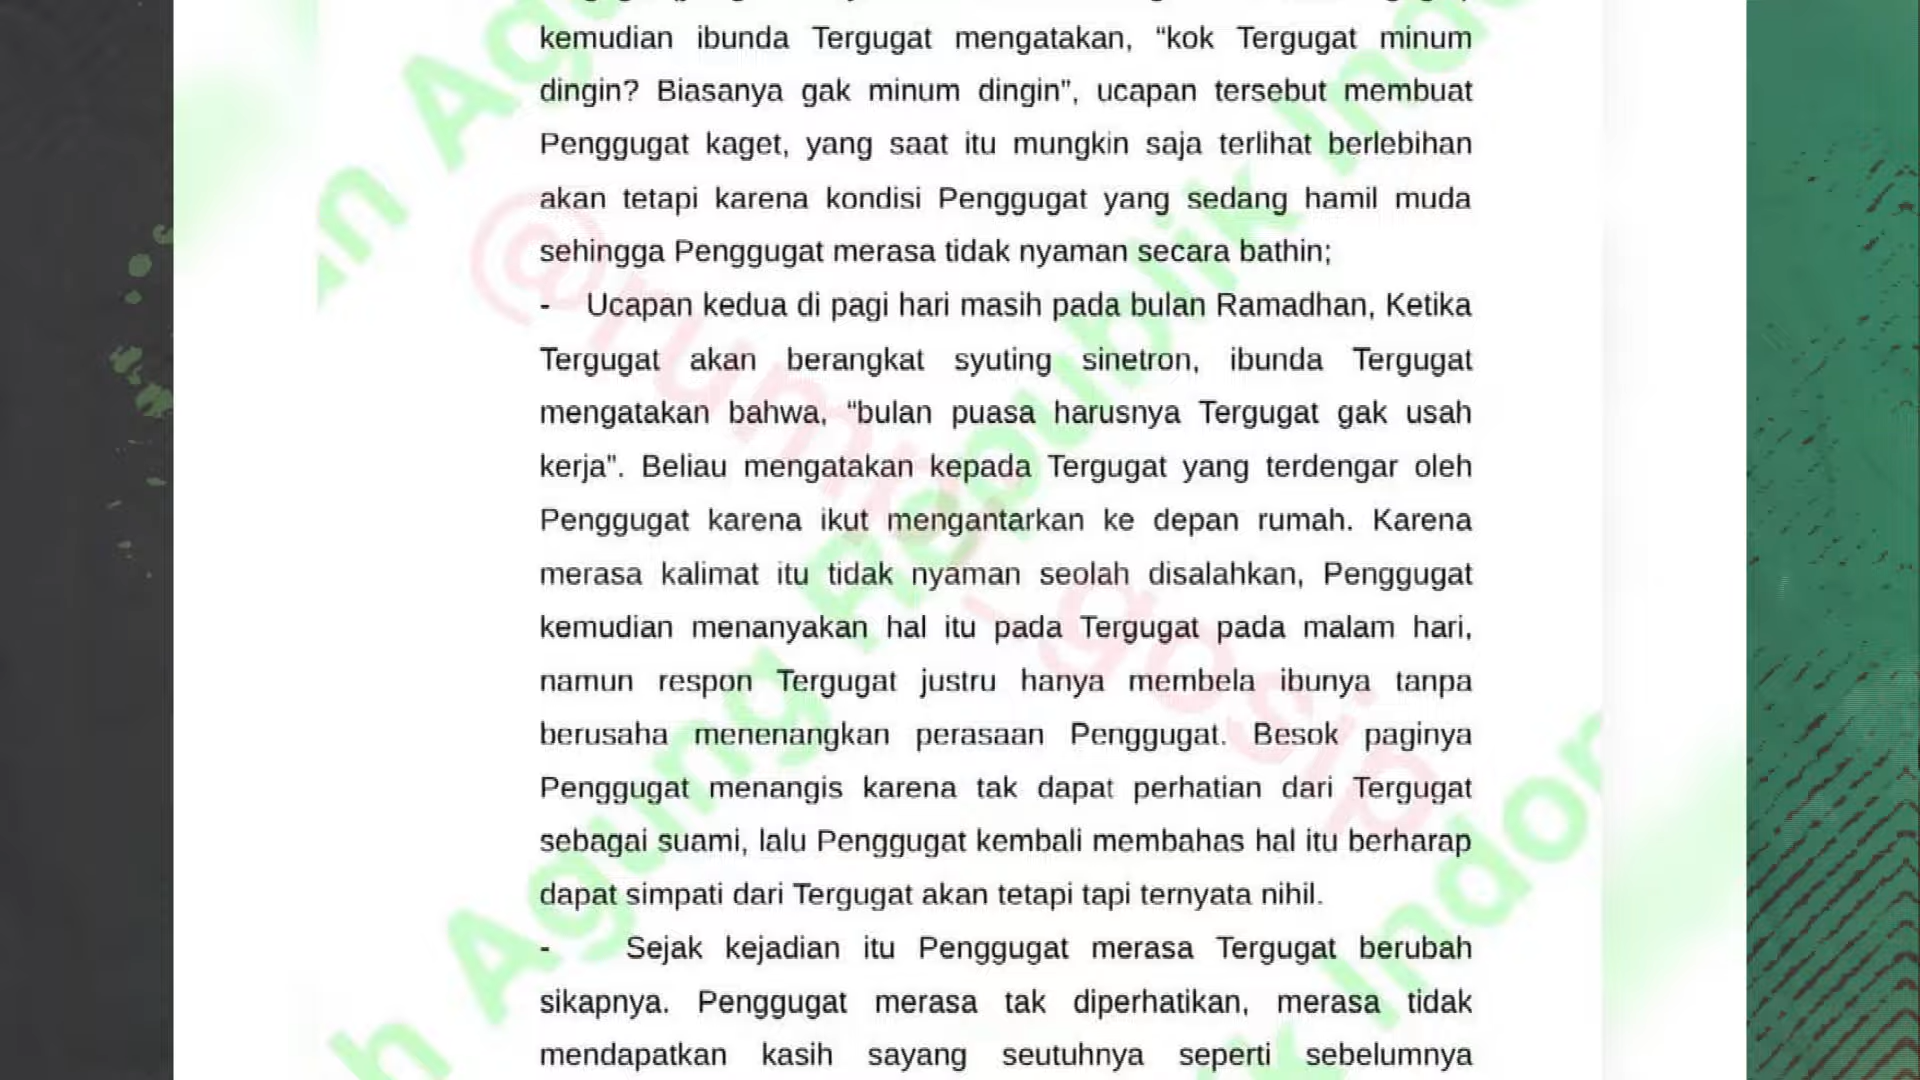 kemudian ibunda Tergugat mengatakan, “kok Tergugat minum
dingin? Biasanya gak minum dingin”, ucapan tersebut membuat
Penggugat kaget, yang saat itu mungkin saja terlihat berlebihan
akan tetapi karena kondisi Penggugat yang sedang hamil muda
sehingga Penggugat merasa tidak nyaman secara bathin;
- Ucapan kedua di pagi hari masih pada bulan Ramadhan, Ketika
Tergugat akan berangkat syuting sinetron, ibunda Tergugat
mengatakan bahwa, “bulan puasa harusnya Tergugat gak usah
kerja”. Beliau mengatakan kepada Tergugat yang terdengar oleh
Penggugat karena ikut mengantarkan ke depan rumah. Karena
merasa kalimat itu tidak nyaman seolah disalahkan, Penggugat
kemudian menanyakan hal itu pada Tergugat pada malam hari,
namun respon Tergugat justru hanya membela ibunya tanpa
berusaha menenangkan perasaan Penggugat. Besok paginya
Penggugat menangis karena tak dapat perhatian dari Tergugat
sebagai suami, lalu Penggugat kembali membahas hal itu berharap
dapat simpati dari Tergugat akan tetapi tapi ternyata nihil.
- Sejak kejadian itu Penggugat merasa Tergugat berubah
sikapnya. Penggugat merasa tak diperhatikan, merasa tidak
mendapatkan kasih sayang seutuhnya seperti sebelumnya
Agung Republik Indo